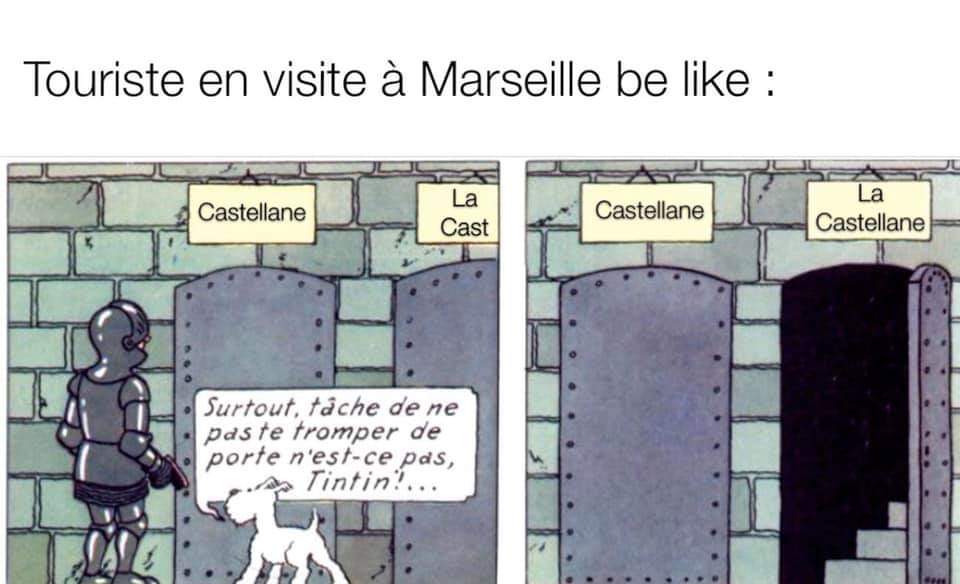 Touriste en visite à Marseille be like :
Castellane
La
Cast
Surtout, tâche de ne
pas te tromper de
porte n'est-ce pas,
Tintin!...
Castellane
La
Castellane